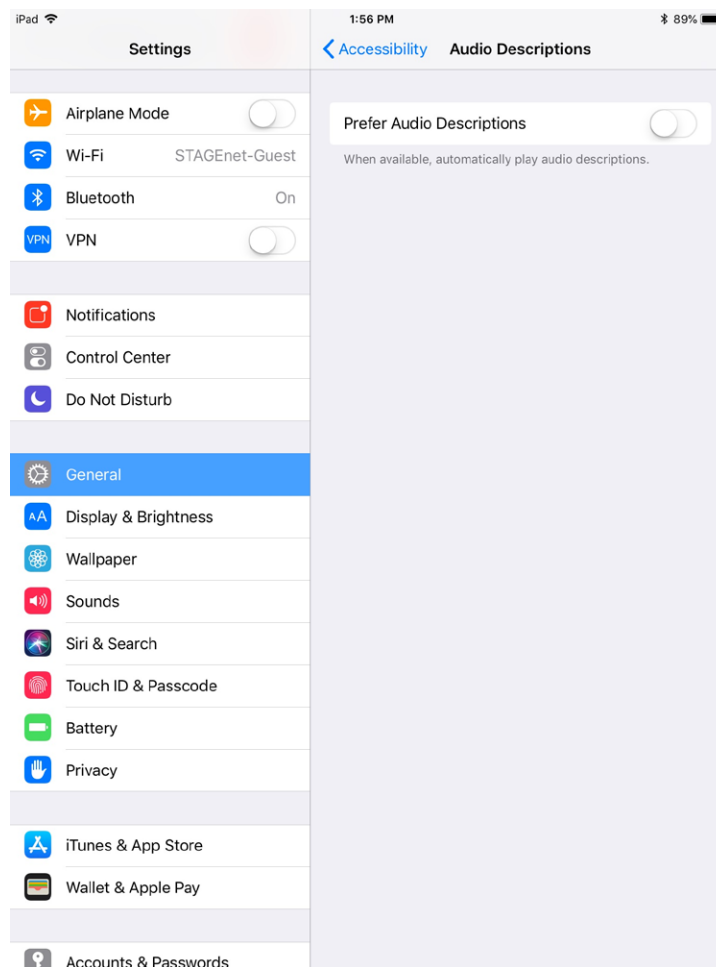 iPad 1:56 PM 89%
Settings
Accessibility Audio Descriptions
Airplane Mode
Wi-Fi STAGEnet-Guest
Bluetooth On
VPN VPN
Notifications
Control Center
Do Not Disturb
General
AA Display & Brightness
Wallpaper
Sounds
Siri & Search
Touch ID & Passcode
Battery
Privacy
iTunes & App Store
Wallet & Apple Pay
Accounts & Passwords
Prefer Audio Descriptions
When available, automatically play audio descriptions.